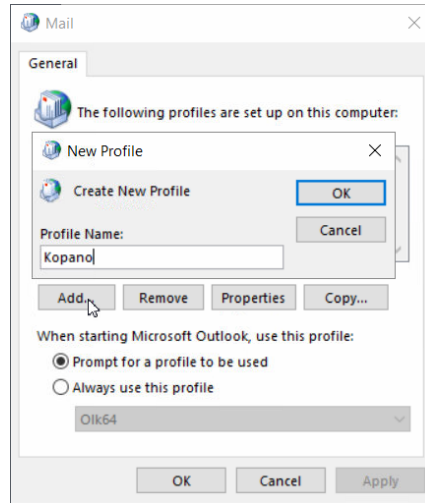 Mail
General
The following profiles are set up on this computer:
New Profile
Create New Profile
OK
Cancel
Profile Name:
Kopano
Add...
Remove
Properties
Copy...
When starting Microsoft Outlook, use this profile:
Prompt for a profile to be used
Always use this profile
Olk64
OK
Cancel
Apply